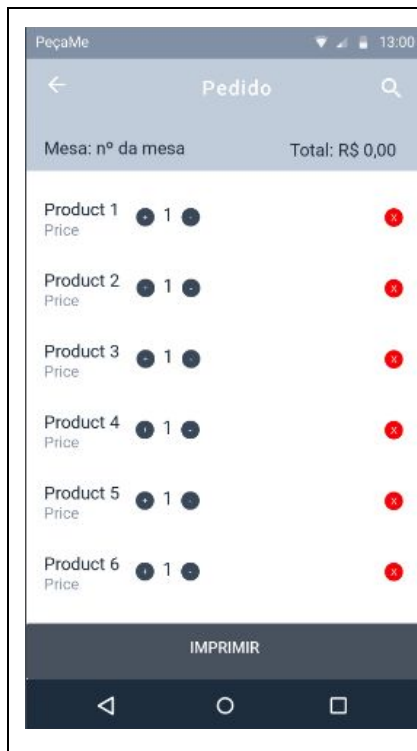 PeçaMe 13:00
Pedido
Mesa: nº da mesa Total: R$ 0,00
Product 1 + 1 - X
Price
Product 2 + 1 - X
Price
Product 3 1 - X
Price
Product 4 + 1 - X
Price
Product 5 + 1 - X
Price
Product 6 + 1 - X
Price
IMPRIMIR